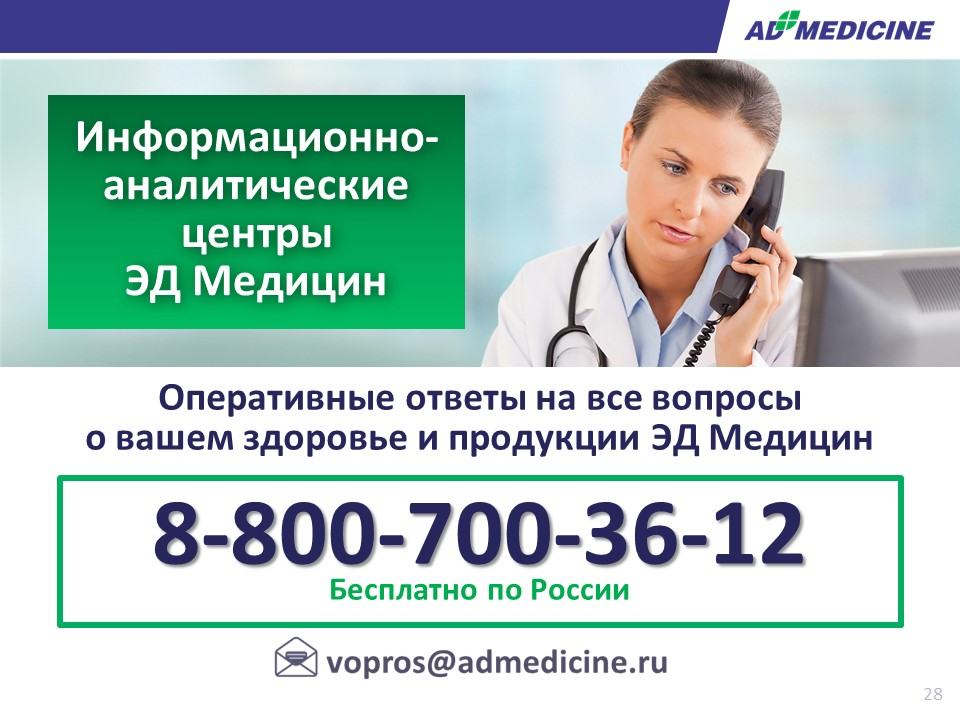 AD MEDICINE
Информационно-
аналитические
центры
ЭД Медицин
Оперативные ответы на все вопросы
о вашем здоровье и продукции ЭД Медицин
8-800-700-36-12
Бесплатно по России
vopros@admedicine.ru
28